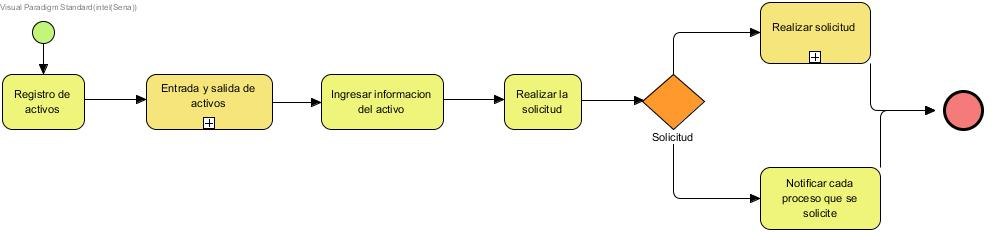 Visual Paradigm Standard(intel(Sena))
Registro de
activos
Entrada y salida de
activos
Ingresar informacion
del activo
Realizar la
solicitud
Solicitud
Realizar solicitud
Notificar cada
proceso que se
solicite